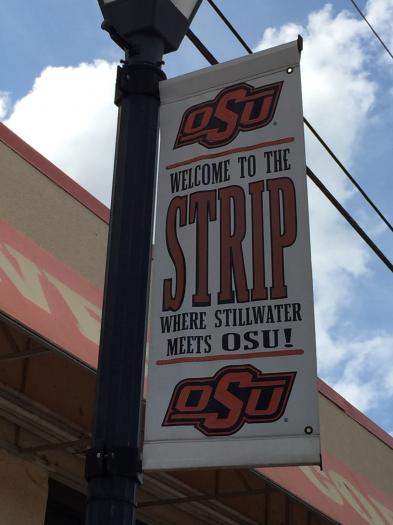 OSU
WELCOME TO THE
STRIP
WHERE STILLWATER
MEETS OSU!
OSU